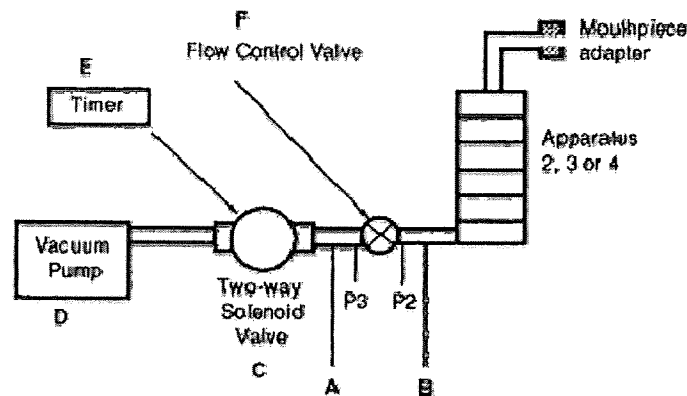 F
Flow Control Valve
Mouthpiece
adapter
E
Timer
Apparatus
2, 3 or 4
Vacuum
Pump
D
Two-way
Solenoid
Valve
C
P3
P2
A
B